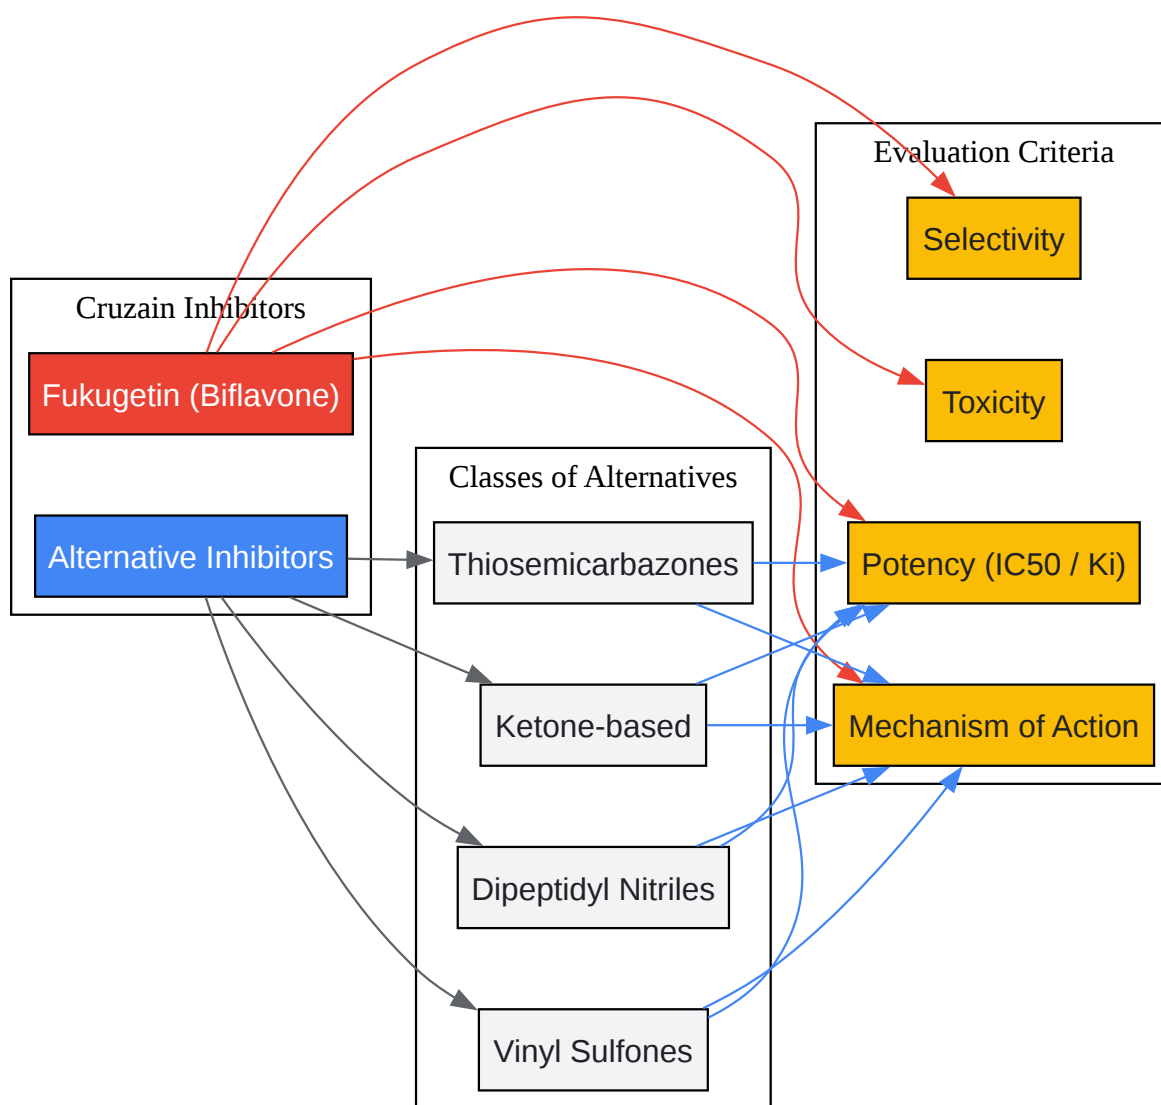 Evaluation Criteria
Selectivity
Cruzain Inhibitors
Fukugetin (Biflavone)
Toxicity
Classes of Alternatives
Alternative Inhibitors
Thiosemicarbazones
Potency (IC50 / Ki)
Ketone-based
Mechanism of Action
Dipeptidyl Nitriles
Vinyl Sulfones